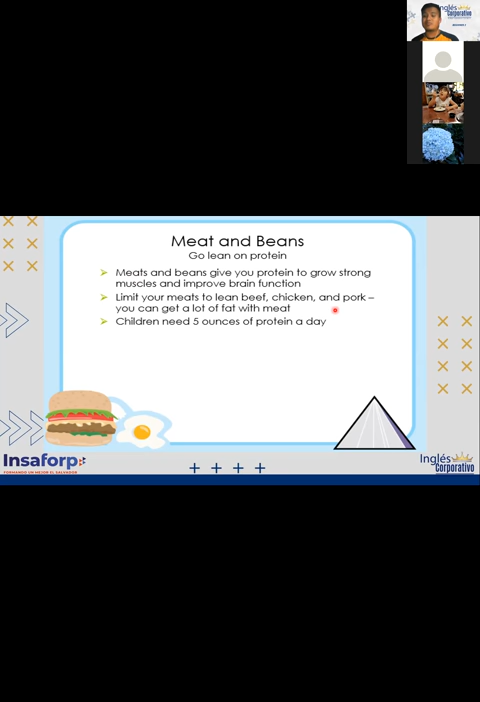 Inglés
Corporativo
Meat and Beans
Go lean on protein
Meats and beans give you protein to grow strong
muscles and improve brain function
Limit your meats to lean beef, chicken, and pork –
you can get a lot of fat with meat
Children need 5 ounces of protein a day
Insaforp
FORMANDO UN MEJOR EL SALVADOR
Inglés
Corporativo